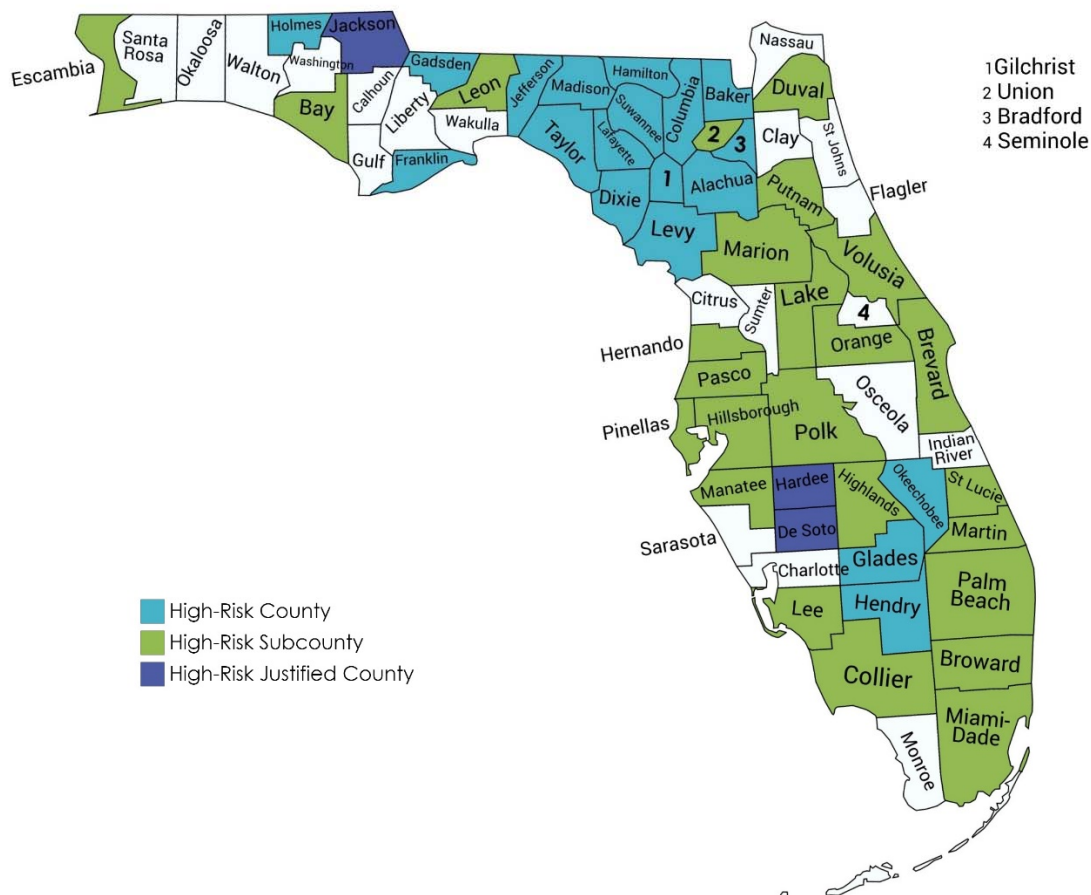 Escambia
Santa
Rosa
Okaloosa
Walton
Holmes
Washington
Jackson
Bay
Calhoun
Gulf
Liberty
Gadsden
Franklin
Leon
Wakulla
Jefferson
Madison
Taylor
Hamilton
Suwannee
Lafayette
Dixie
Columbia
1
Levy
Baker
2
3
Alachua
Nassau
Duval
Clay
St Johns
Putnam
Flagler
Marion
Volusia
Citrus
Sumter
Lake
4
Hernando
Orange
Brevard
Pasco
Osceola
Pinellas
Hillsborough
Polk
Indian
River
Manatee
Hardee
Highlands
Okeechobee
St Lucie
Sarasota
De Soto
Martin
Charlotte
Glades
Lee
Hendry
Palm
Beach
Collier
Broward
Monroe
Miami-
Dade
1 Gilchrist
2 Union
3 Bradford
4 Seminole
High-Risk County
High-Risk Subcounty
High-Risk Justified County